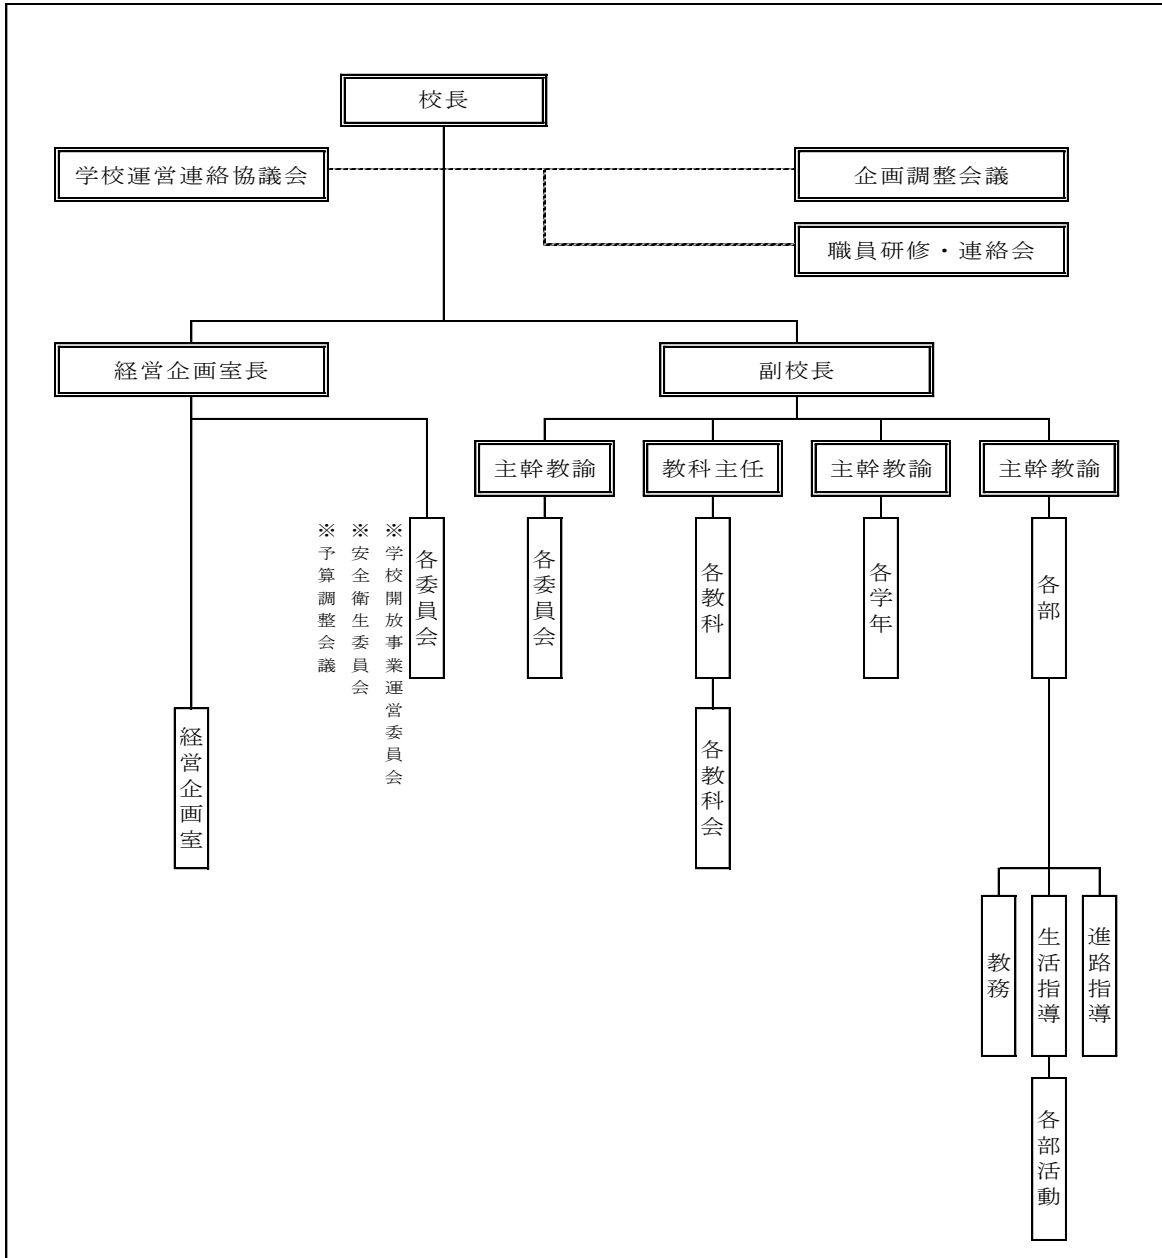 校長
学校運営連絡協議会
企画調整会議
職員研修・連絡会
経営企画室長
副校長
主幹教諭
教科主任
主幹教諭
主幹教諭
※予算調整会議
※安全衛生委員会
※学校開放事業運営委員会
各委員会
各委員会
各教科
各学年
各部
経営企画室
各教科会
教務
生活指導
進路指導
各部活動